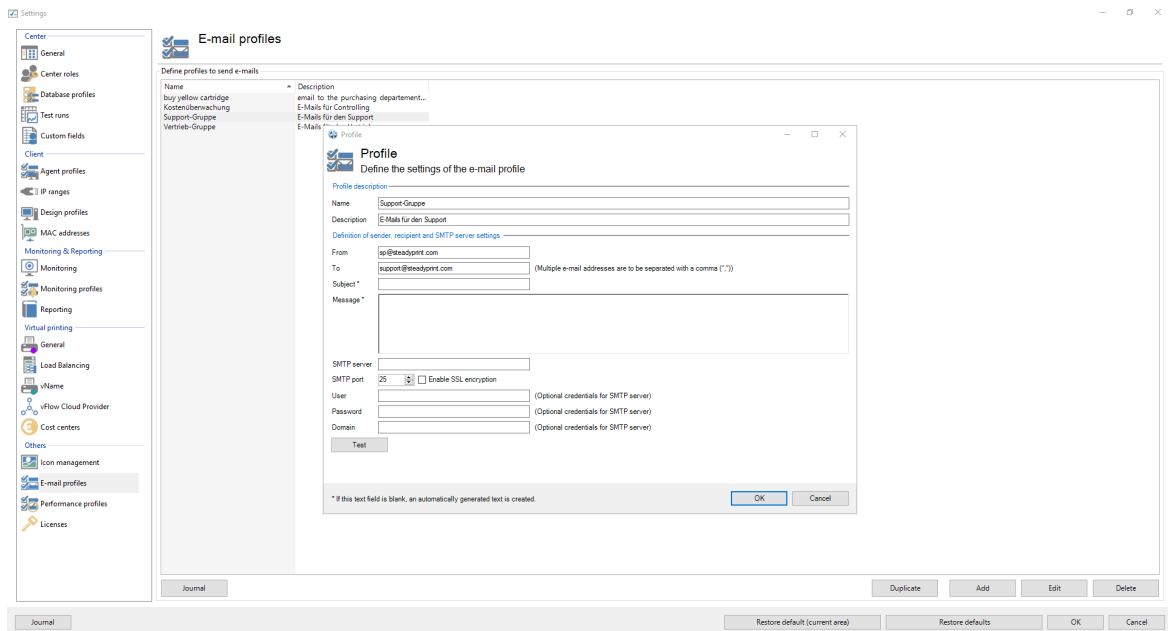 Settings
Center
General
Center roles
Database profiles
Test runs
Custom fields
Client
Agent profiles
IP ranges
Design profiles
MAC addresses
Monitoring & Reporting
Monitoring
Monitoring profiles
Reporting
Virtual printing
General
Load Balancing
vName
vFlow Cloud Provider
Cost centers
Others
Icon management
E-mail profiles
Performance profiles
Licenses
E-mail profiles
Define profiles to send e-mails
Name Description
buy yellow cartridge email to the purchasing departement...
Kostenüberwachung E-Mails für Controlling
Support-Gruppe E-Mails für den Support
Vertrieb-Gruppe E-Mails
Profile
Profile
Define the settings of the e-mail profile
Profile description
Name Support-Gruppe
Description E-Mails für den Support
Definition of sender, recipient and SMTP server settings
From sp@steadyprint.com
To support@steadyprint.com (Multiple e-mail addresses are to be separated with a comma (","))
Subject *
Message *
SMTP server
SMTP port 25 Enable SSL encryption
User (Optional credentials for SMTP server)
Password (Optional credentials for SMTP server)
Domain (Optional credentials for SMTP server)
Test
* If this text field is blank, an automatically generated text is created.
OK Cancel
Journal Duplicate Add Edit Delete
Journal Restore default (current area) Restore defaults OK Cancel